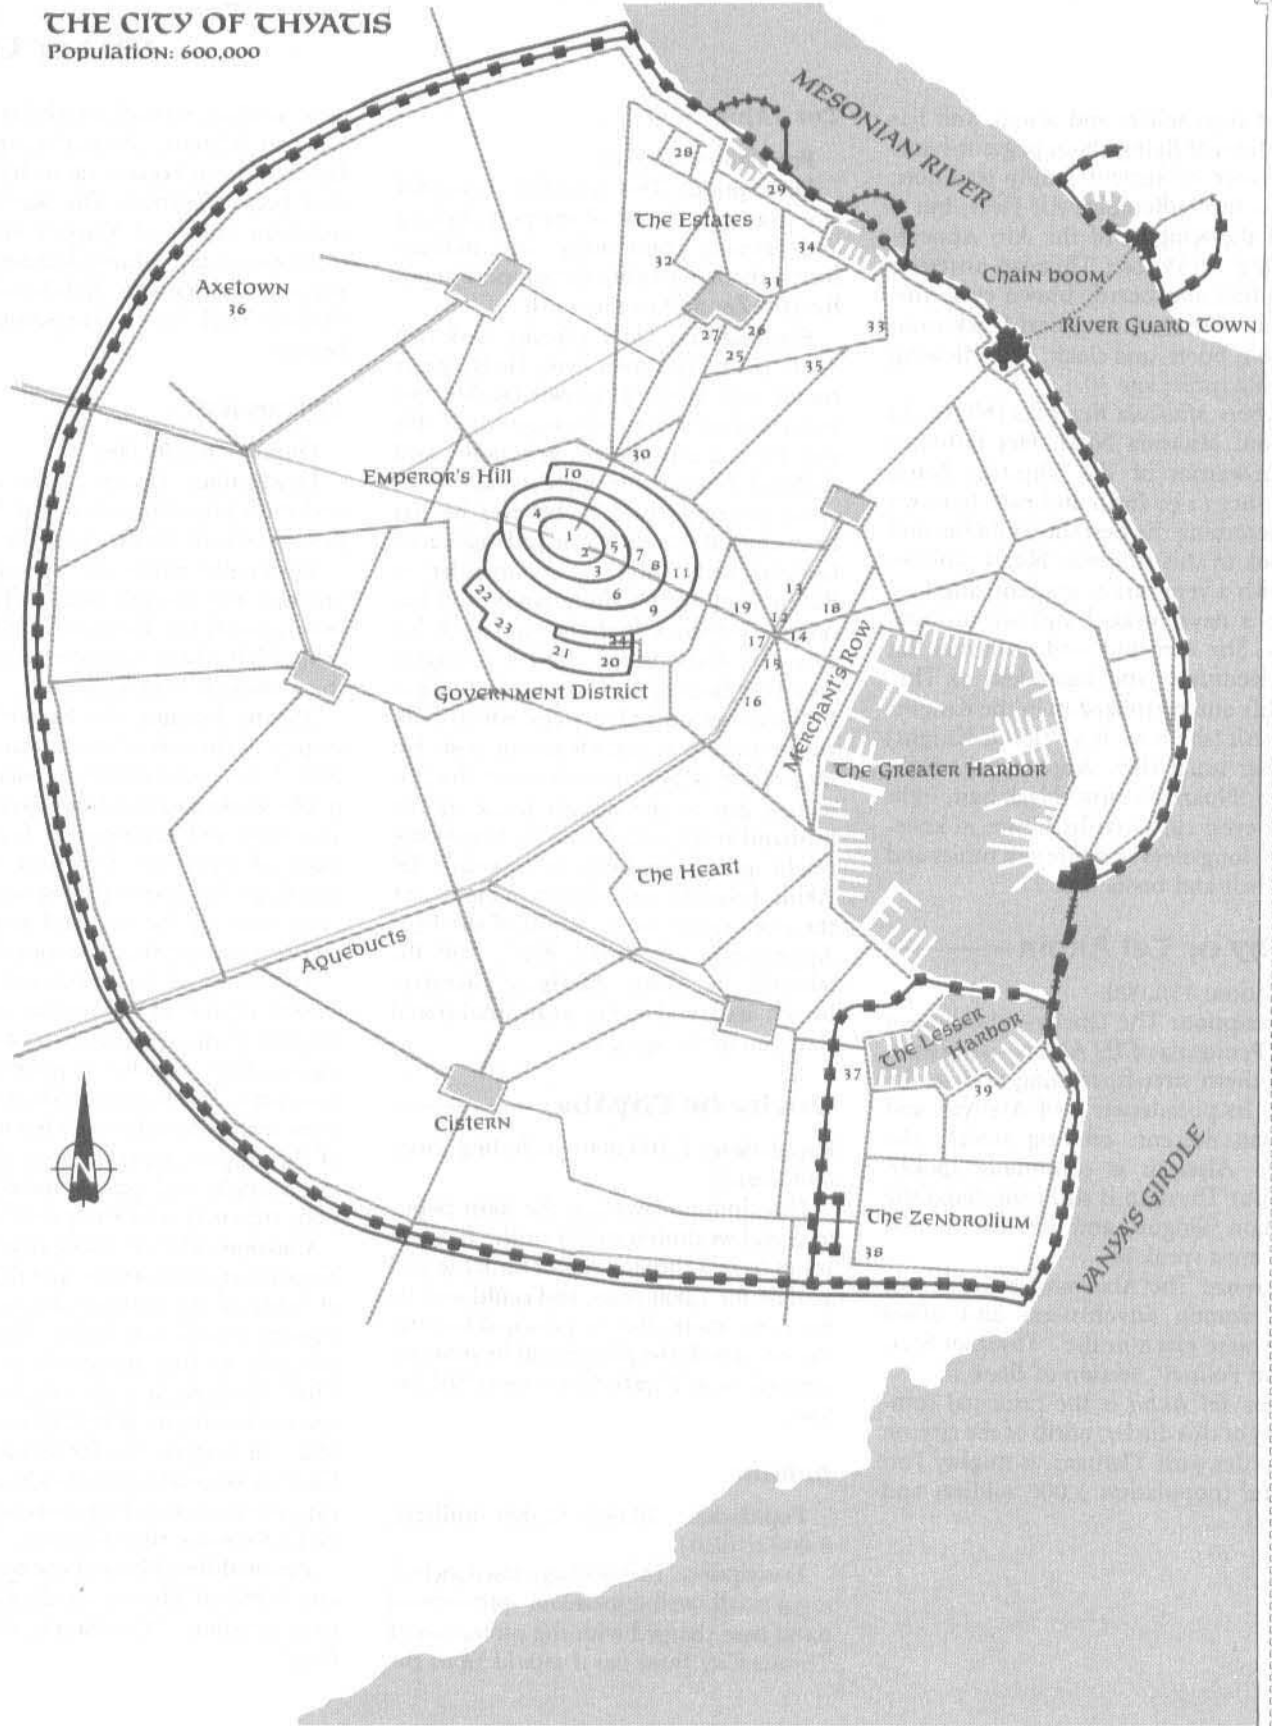 THE CITY OF THYATIS
Population: 600,000
MESONIAN RIVER
28
29
The Estates
32
34
Chain boom
31
Axetown
36
River Guard Town
27
26
33
25
35
30
Emperor's Hill
10
4
1
2
5
7
3
8
11
6
9
13
22
19
12
18
23
24
17
14
21
20
15
Government District
16
Merchant's Row
The Greater Harbor
The Heart
Aqueducts
The Lesser
Harbor
37
39
Cistern
The Zendrolium
38
VANYA'S GIRDLE
N